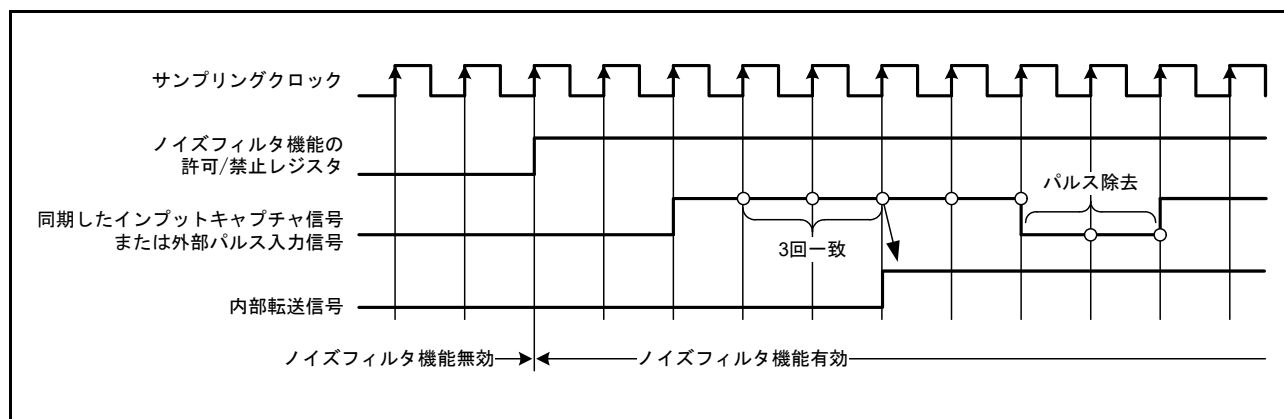 サンプリングクロック
ノイズフィルタ機能の
許可/禁止レジスタ
パルス除去
同期したインプットキャプチャ信号
または外部パルス入力信号
3回一致
内部転送信号
ノイズフィルタ機能無効
ノイズフィルタ機能有効